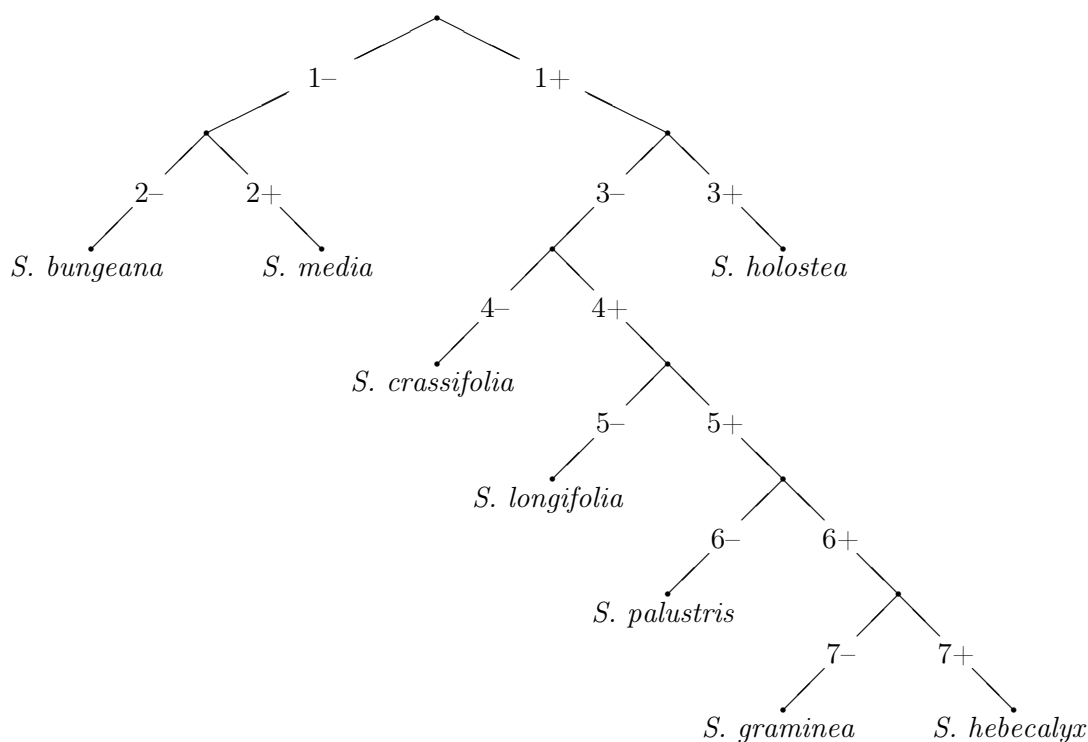 1– 1+
2– 2+ 3– 3+
S. bungeana S. media S. holostea
4– 4+
S. crassifolia
5– 5+
S. longifolia
6– 6+
S. palustris
7– 7+
S. graminea S. hebecalyx